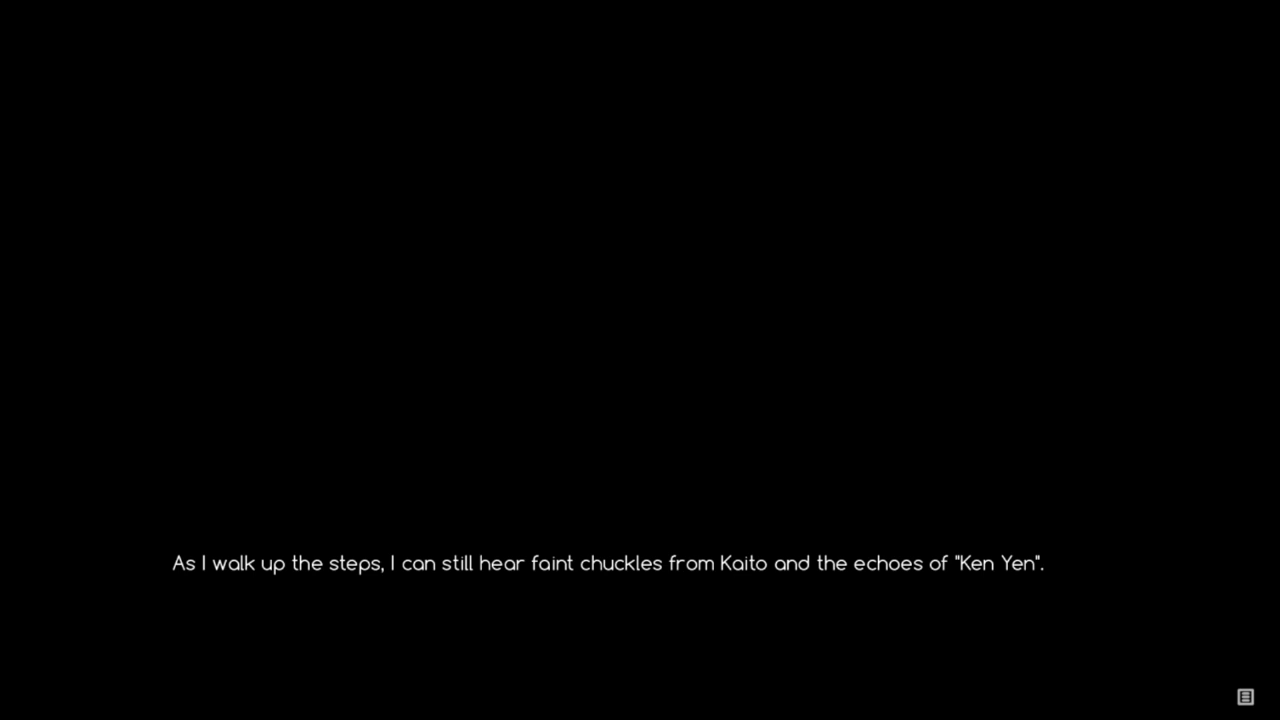 As I walk up the steps, I can still hear faint chuckles from Kaito and the echoes of "Ken Yen".